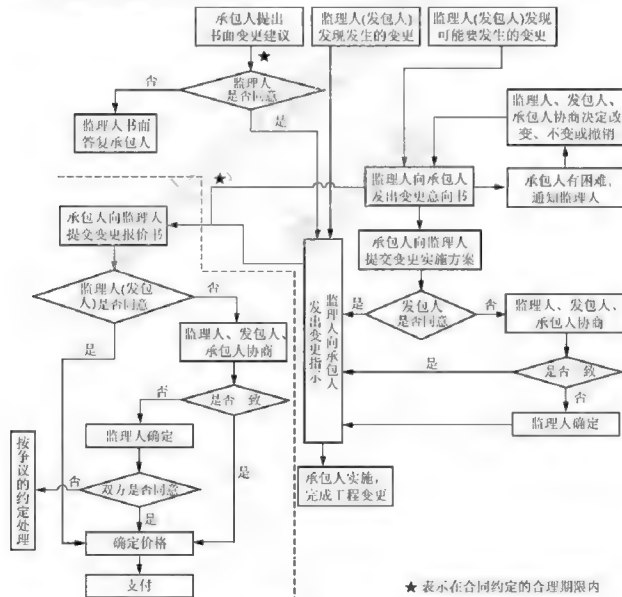 承包人提出
书面变更建议
监理人(发包人)
发现发生的变更
监理人(发包人)发现
可能要发生的变更
★
监理人
是否同意
否
是
监理人书面
答复承包人
监理人、发包人、
承包人协商决定改
变、不变或撤销
★
监理人向承包人
发出变更意向书
承包人有困难,
通知监理人
承包人向监理人
提交变更报价书
承包人向监理人
提交变更实施方案
监理人(发包
人)是否同意
否
是
监理人向承包人
发出变更指示
是
发包人
是否同意
否
监理人、发包人、
承包人协商
监理人、发包人、
承包人协商
是否一致
是
否
是否一致
否
是
监理人确定
监理人确定
按争议的约定处理
否
双方是否同意
是
承包人实施,
完成工程变更
确定价格
支付
★ 表示在合同约定的合理期限内